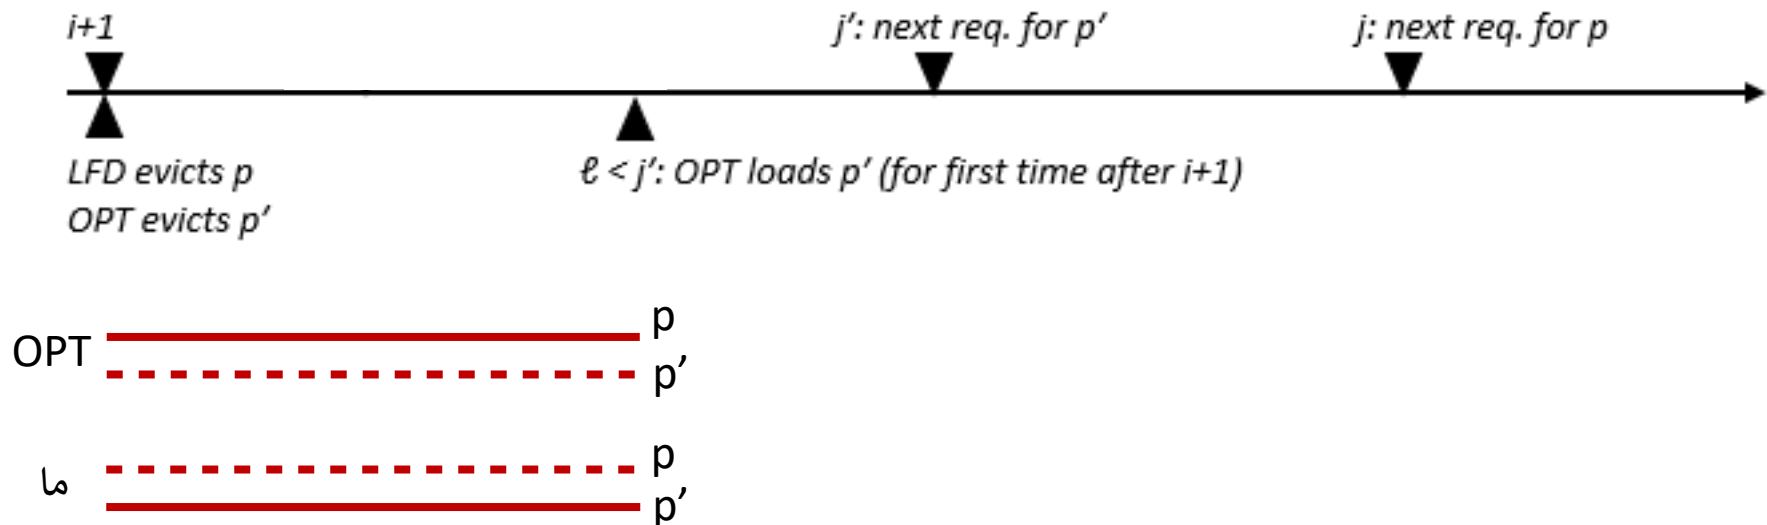 i+1
j′: next req. for p′
j: next req. for p
LFD evicts p
OPT evicts p′
ℓ < j′: OPT loads p′ (for first time after i+1)
OPT
p
p′
ما
p
p′